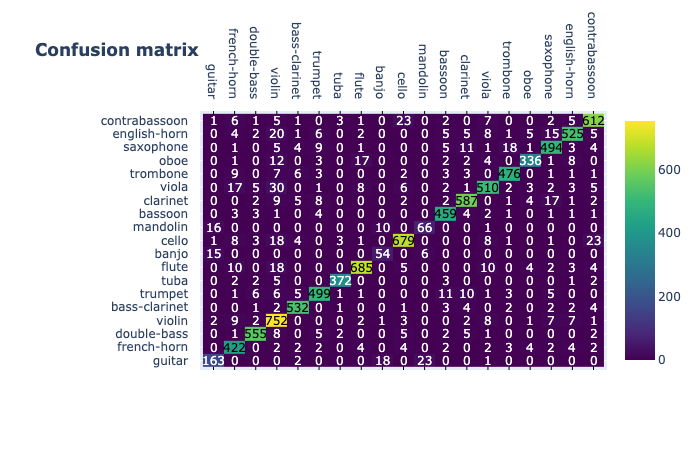 Confusion matrix
guitar french-horn double-bass violin bass-clarinet trumpet tuba flute banjo cello mandolin bassoon clarinet viola trombone oboe saxophone english-horn contrabassoon
contrabassoon 1 6 1 5 1 0 3 1 0 23 0 2 0 7 0 0 2 5 612
english-horn 0 4 2 20 1 6 0 2 0 0 0 5 5 8 1 5 15 525 5
saxophone 0 1 0 5 4 9 0 1 0 0 0 5 11 1 18 1 494 3 4
oboe 0 1 0 12 0 3 0 17 0 0 0 2 2 4 0 336 1 8 0
trombone 0 9 0 7 6 3 0 0 0 2 0 3 3 0 476 0 1 1 1
viola 0 17 5 30 0 1 0 8 0 6 0 2 1 510 2 3 2 3 5
clarinet 0 0 2 9 5 8 0 1 0 2 0 2 587 0 1 4 17 1 2
bassoon 0 3 3 1 0 4 0 0 0 0 0 459 4 2 1 0 1 1 1
mandolin 16 0 0 0 0 0 0 0 10 0 66 0 0 1 0 0 0 0 0
cello 1 8 3 18 4 0 3 1 0 679 0 0 0 8 1 0 1 0 23
banjo 15 0 0 0 0 0 0 0 54 0 6 0 0 0 0 0 0 0 0
flute 0 10 0 18 0 0 0 685 0 5 0 0 0 10 0 4 2 3 4
tuba 0 2 2 5 0 0 372 0 0 0 0 3 0 0 0 0 0 1 2
trumpet 0 1 6 6 5 499 1 1 0 0 0 11 10 1 3 0 5 0 0
bass-clarinet 0 0 1 2 532 0 0 0 0 1 0 3 4 0 2 0 2 2 4
violin 2 9 2 752 0 0 0 2 1 3 0 0 2 8 0 1 7 7 1
double-bass 0 1 555 8 0 5 2 0 0 5 0 2 5 1 0 0 0 0 4
french-horn 0 422 0 2 2 2 0 4 0 4 0 2 0 2 3 4 2 4 0
guitar 163 0 0 2 0 1 0 0 18 0 23 0 0 1 0 0 0 0 0
600
400
200
0